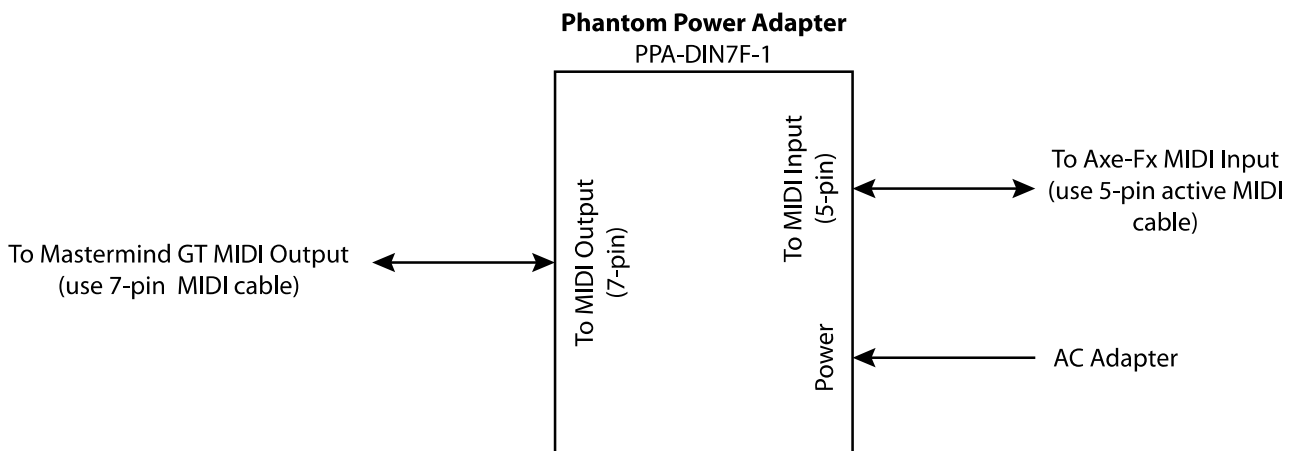 Phantom Power Adapter
PPA-DIN7F-1
To Mastermind GT MIDI Output
(use 7-pin  MIDI cable)
To MIDI Output
(7-pin)
To MIDI Input
(5-pin)
Power
To Axe-Fx MIDI Input
(use 5-pin active MIDI
cable)
AC Adapter